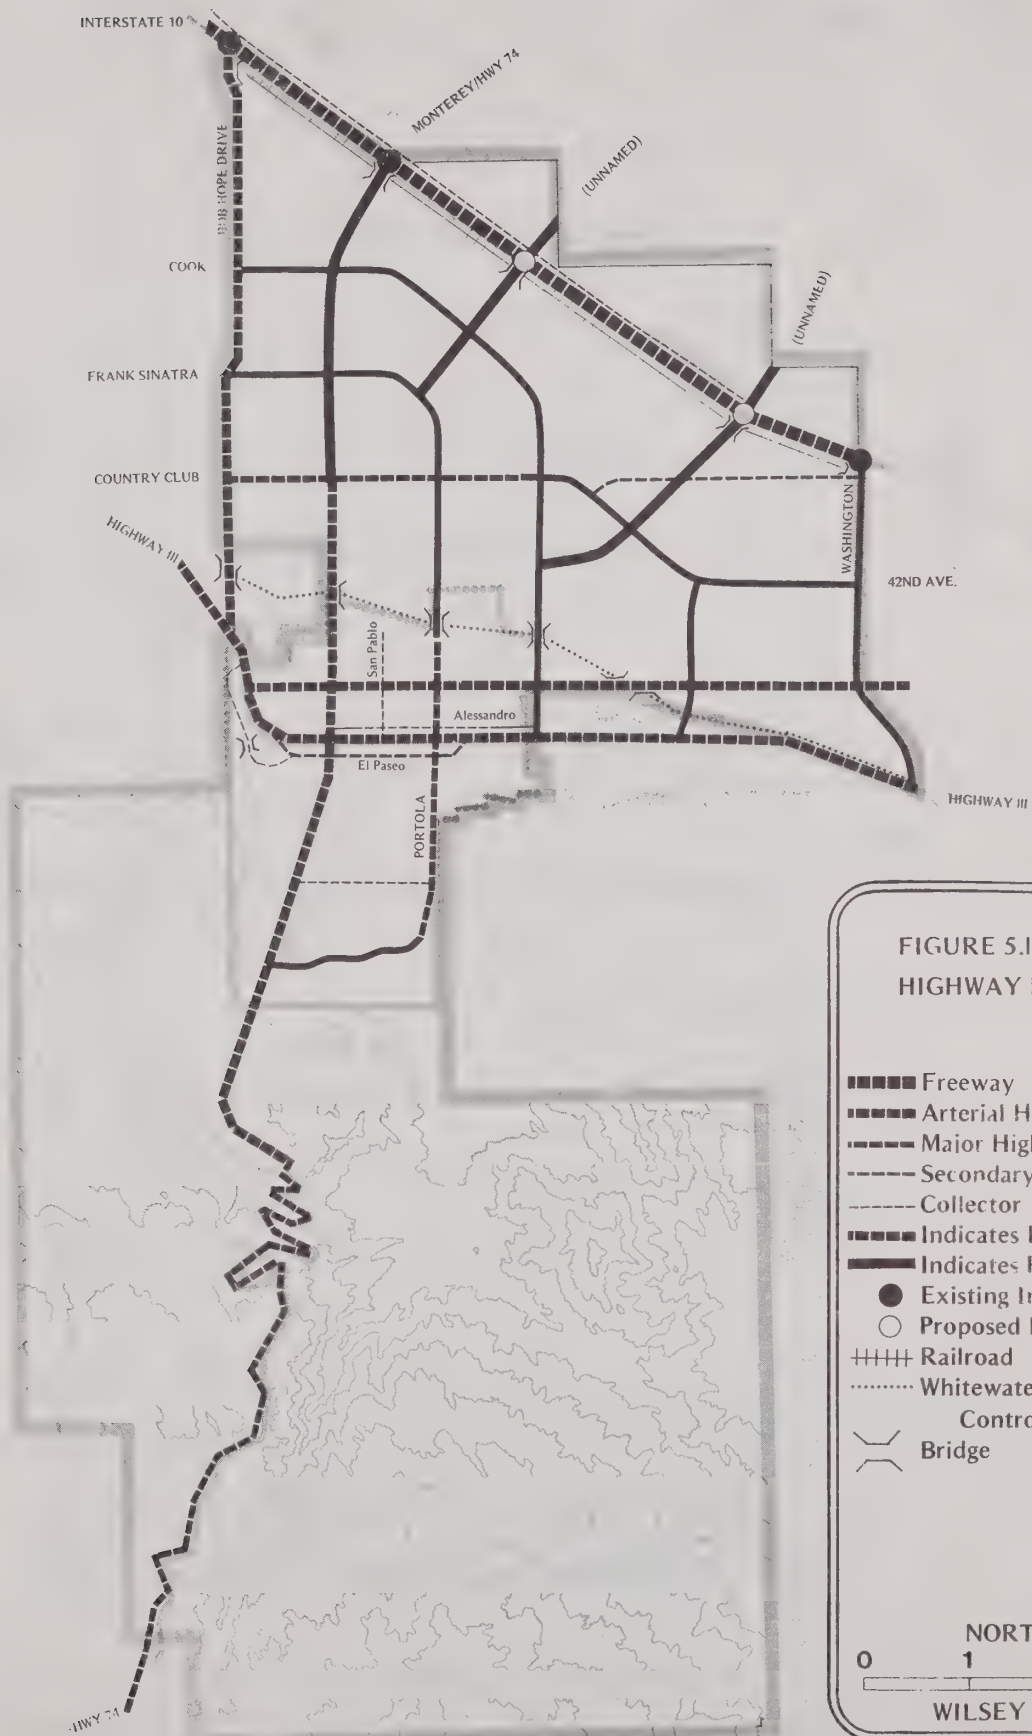 INTERSTATE 10
MONTEREY/HWY 74
(UNNAMED)
BOB HOPE DRIVE
COOK
(UNNAMED)
FRANK SINATRA
COUNTRY CLUB
WASHINGTON
HIGHWAY III
42ND AVE.
San Pablo
Alessandro
El Paseo
PORTOLA
HIGHWAY III
FIGURE 5.1
HIGHWAY
Freeway
Arterial H
Major High
Secondary
Collector
Indicates
Indicates
Existing In
Proposed
Railroad
Whitewate
Contro
Bridge
NORT
0 1
WILSEY
HWY 74